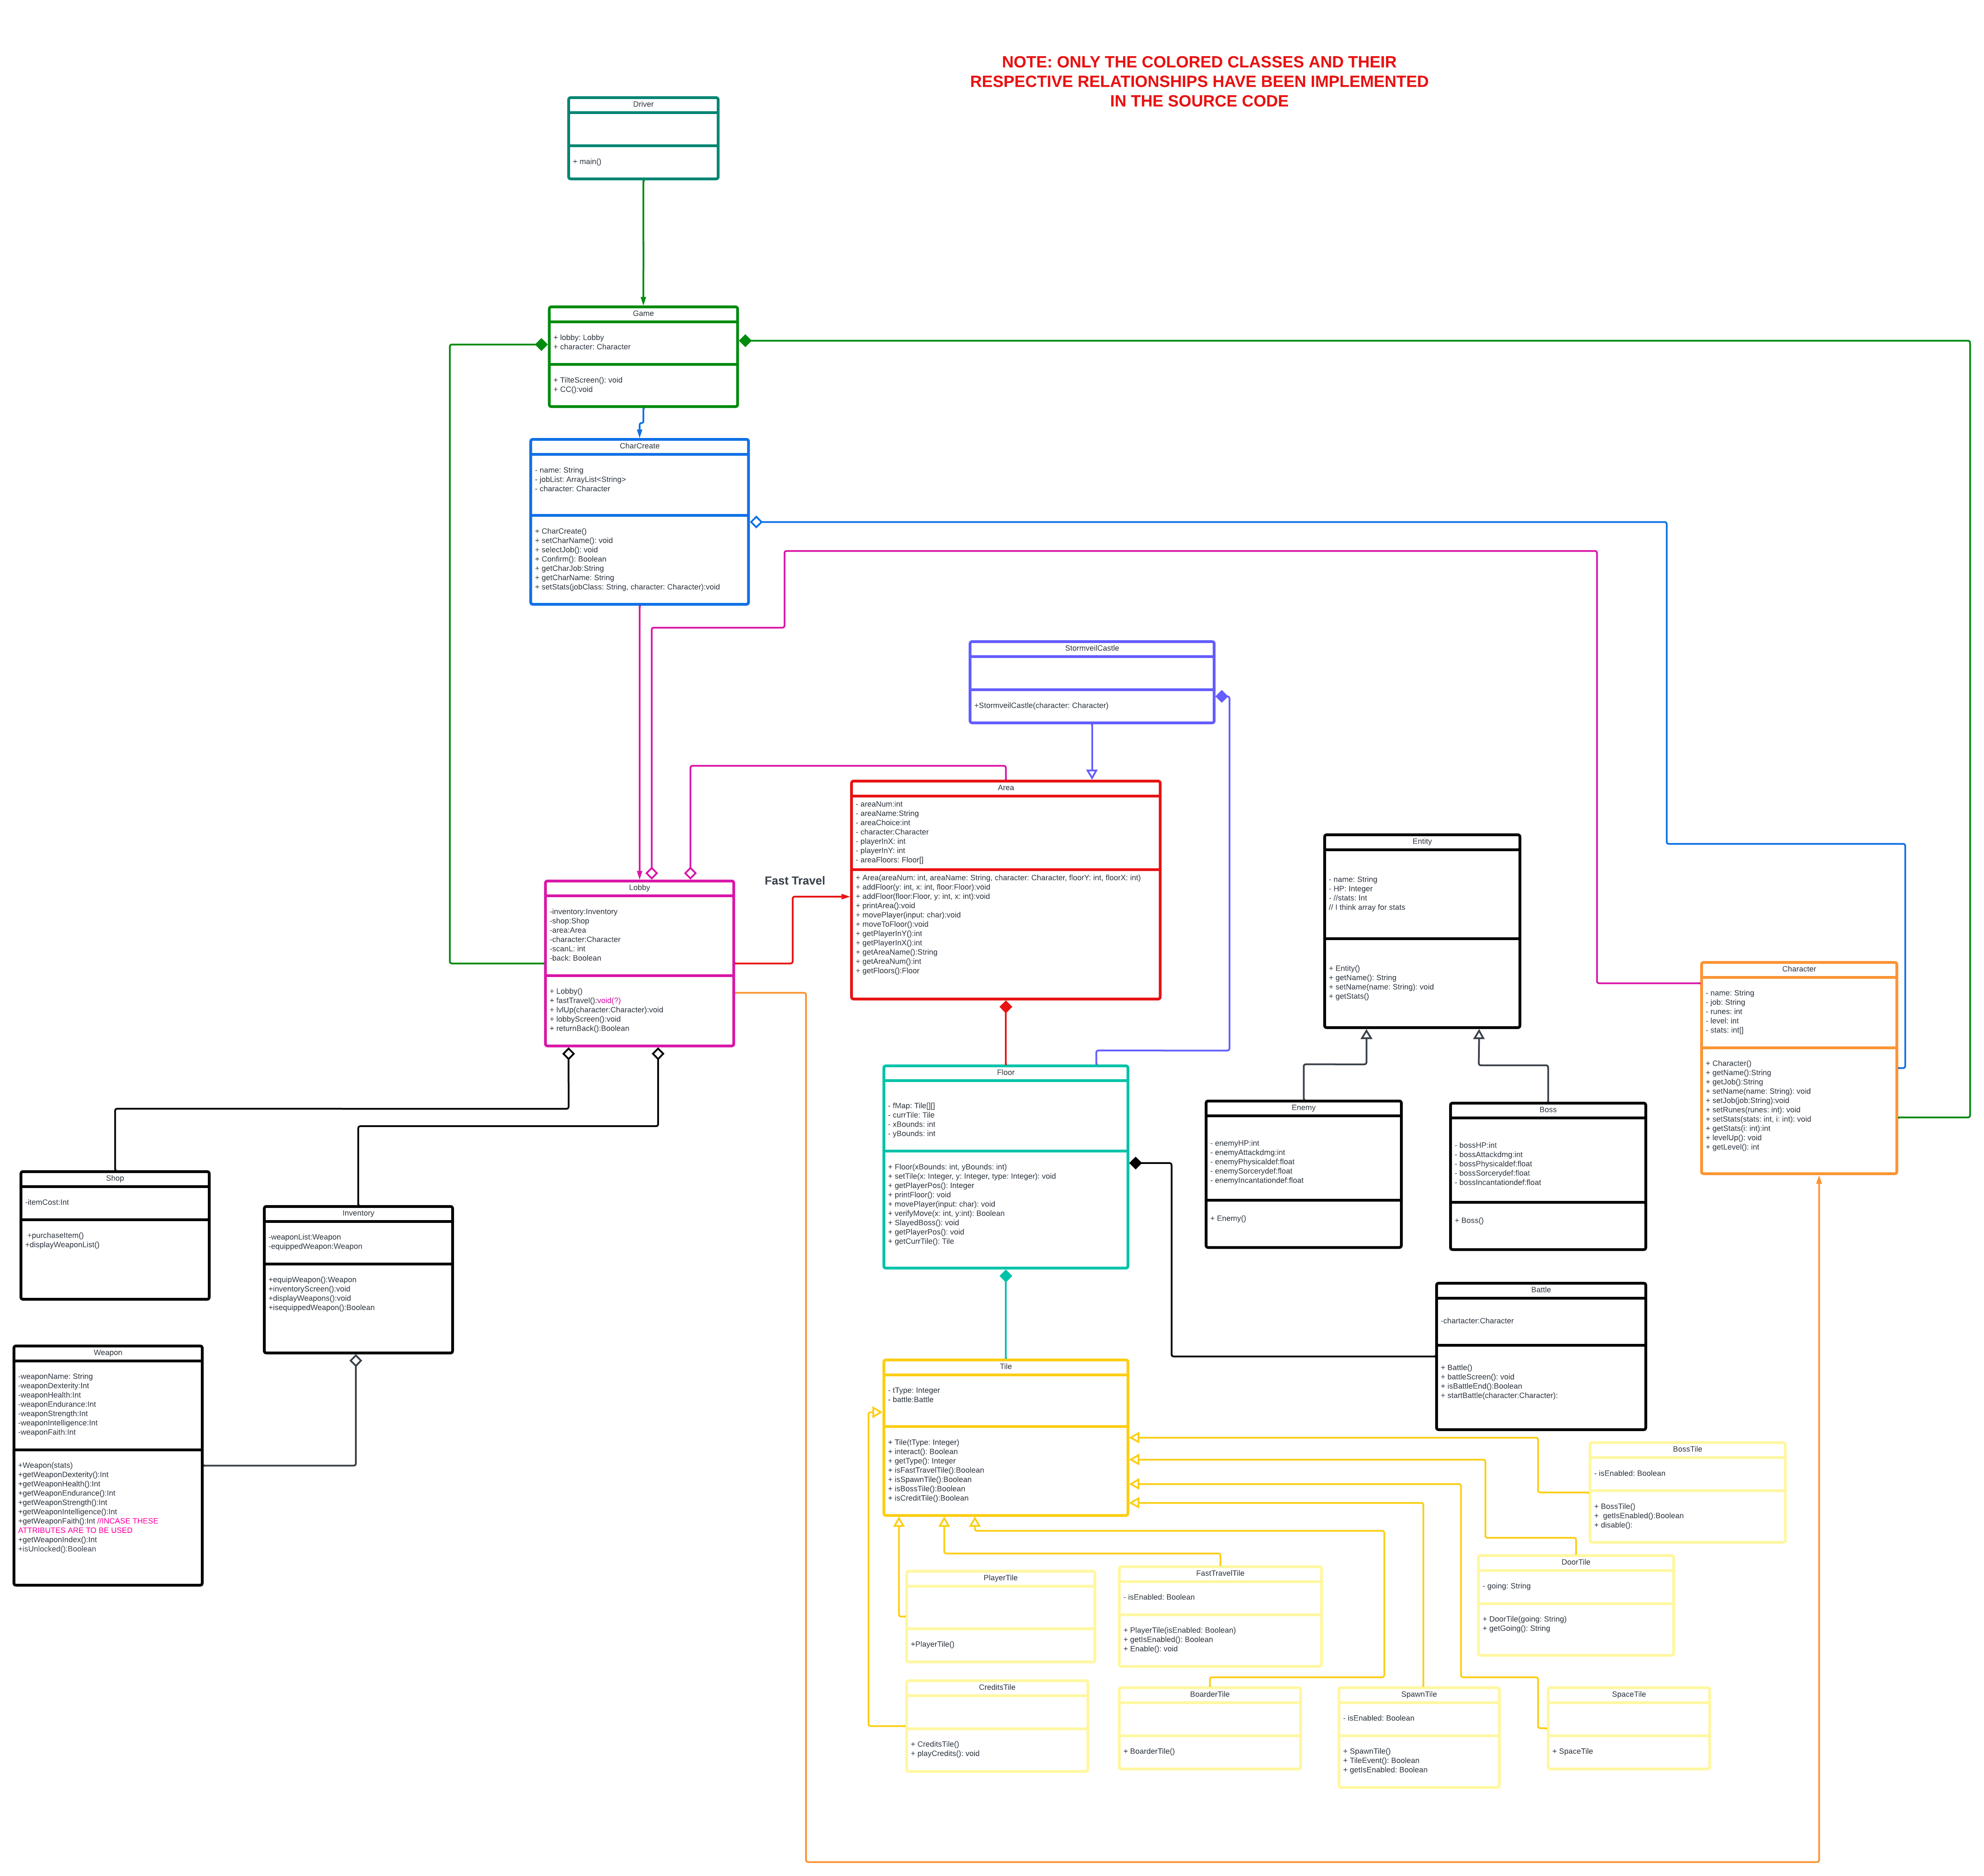 NOTE: ONLY THE COLORED CLASSES AND THEIR
RESPECTIVE RELATIONSHIPS HAVE BEEN IMPLEMENTED
IN THE SOURCE CODE
Driver
+ main()
Game
+ lobby: Lobby
+ character: Character
+ TilteScreen(): void
+ CC():void
CharCreate
- name: String
- jobList: ArrayList<String>
- character: Character
+ CharCreate()
+ setCharName(): void
+ selectJob(): void
+ Confirm(): Boolean
+ getCharJob:String
+ getCharName: String
+ setStats(jobClass: String, character: Character):void
StormveilCastle
+StormveilCastle(character: Character)
Area
- areaNum:int
- areaName:String
- areaChoice:int
- character:Character
- playerInX: int
- playerInY: int
- areaFloors: Floor[]
+ Area(areaNum: int, areaName: String, character: Character, floorY: int, floorX: int)
+ addFloor(y: int, x: int, floor:Floor):void
+ addFloor(floor:Floor, y: int, x: int):void
+ printArea():void
+ movePlayer(input: char):void
+ moveToFloor():void
+ getPlayerInY():int
+ getPlayerInX():int
+ getAreaName():String
+ getAreaNum():int
+ getFloors():Floor
Fast Travel
Lobby
-inventory:Inventory
-shop:Shop
-area:Area
-character:Character
-scanL: int
-back: Boolean
+ Lobby()
+ fastTravel():void(?)
+ lvlUp(character:Character):void
+ lobbyScreen():void
+ returnBack():Boolean
Entity
- name: String
- HP: Integer
- //stats: Int
// I think array for stats
+ Entity()
+ getName(): String
+ setName(name: String): void
+ getStats()
Character
- name: String
- job: String
- runes: int
- level: int
- stats: int[]
+ Character()
+ getName():String
+ getJob():String
+ setName(name: String): void
+ setJob(job:String):void
+ setRunes(runes: int): void
+ setStats(stats: int, i: int): void
+ getStats(i: int):int
+ levelUp(): void
+ getLevel(): int
Floor
- fMap: Tile[][]
- currTile: Tile
- xBounds: int
- yBounds: int
+ Floor(xBounds: int, yBounds: int)
+ setTile(x: Integer, y: Integer, type: Integer): void
+ getPlayerPos(): Integer
+ printFloor(): void
+ movePlayer(input: char): void
+ verifyMove(x: int, y:int): Boolean
+ SlayedBoss(): void
+ getPlayerPos(): void
+ getCurrTile(): Tile
Enemy
- enemyHP:int
- enemyAttackdmg:int
- enemyPhysicaldef:float
- enemySorcerydef:float
- enemyIncantationdef:float
+ Enemy()
Boss
- bossHP:int
- bossAttackdmg:int
- bossPhysicaldef:float
- bossSorcerydef:float
- bossIncantationdef:float
+ Boss()
Shop
-itemCost:Int
+purchaseItem()
+displayWeaponList()
Inventory
-weaponList:Weapon
-equippedWeapon:Weapon
+equipWeapon():Weapon
+inventoryScreen():void
+displayWeapons():void
+isequippedWeapon():Boolean
Battle
-chartacter:Character
+ Battle()
+ battleScreen(): void
+ isBattleEnd():Boolean
+ startBattle(character:Character):
Weapon
-weaponName: String
-weaponDexterity:Int
-weaponHealth:Int
-weaponEndurance:Int
-weaponStrength:Int
-weaponIntelligence:Int
-weaponFaith:Int
+Weapon(stats)
+getWeaponDexterity():Int
+getWeaponHealth():Int
+getWeaponEndurance():Int
+getWeaponStrength():Int
+getWeaponIntelligence():Int
+getWeaponFaith():Int //INCASE THESE
ATTRIBUTES ARE TO BE USED
+getWeaponIndex():Int
+isUnlocked():Boolean
Tile
- tType: Integer
- battle:Battle
+ Tile(tType: Integer)
+ interact(): Boolean
+ getType(): Integer
+ isFastTravelTile():Boolean
+ isSpawnTile():Boolean
+ isBossTile():Boolean
+ isCreditTile():Boolean
BossTile
- isEnabled: Boolean
+ BossTile()
+ getIsEnabled():Boolean
+ disable():
DoorTile
- going: String
+ DoorTile(going: String)
+ getGoing(): String
PlayerTile
+PlayerTile()
FastTravelTile
- isEnabled: Boolean
+ PlayerTile(isEnabled: Boolean)
+ getIsEnabled(): Boolean
+ Enable(): void
CreditsTile
+ CreditsTile()
+ playCredits(): void
BoarderTile
+ BoarderTile()
SpawnTile
- isEnabled: Boolean
+ SpawnTile()
+ TileEvent(): Boolean
+ getIsEnabled: Boolean
SpaceTile
+ SpaceTile